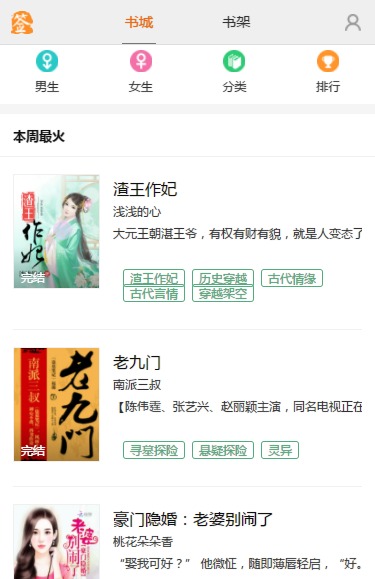 签
书城
书架
男生
女生
分类
排行
本周最火
渣王作妃
完结
渣王作妃
浅浅的心
大元王朝湛王爷，有权有财有貌，就是人变态了
渣王作妃 历史穿越 古代情缘
古代言情 穿越架空
南派三叔
老九门
完结
老九门
南派三叔
【陈伟霆、张艺兴、赵丽颖主演，同名电视正在
寻宝探险 悬疑探险 灵异
老婆别闹了
豪门隐婚：老婆别闹了
桃花朵朵香
“娶我可好？” 他微怔，随即薄唇轻启，“好。